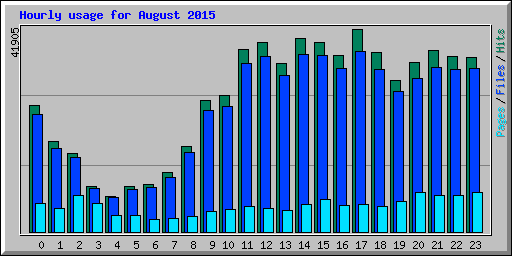 Hourly usage for August 2015
41905
Pages/Files/Hits
0 1 2 3 4 5 6 7 8 9 10 11 12 13 14 15 16 17 18 19 20 21 22 23